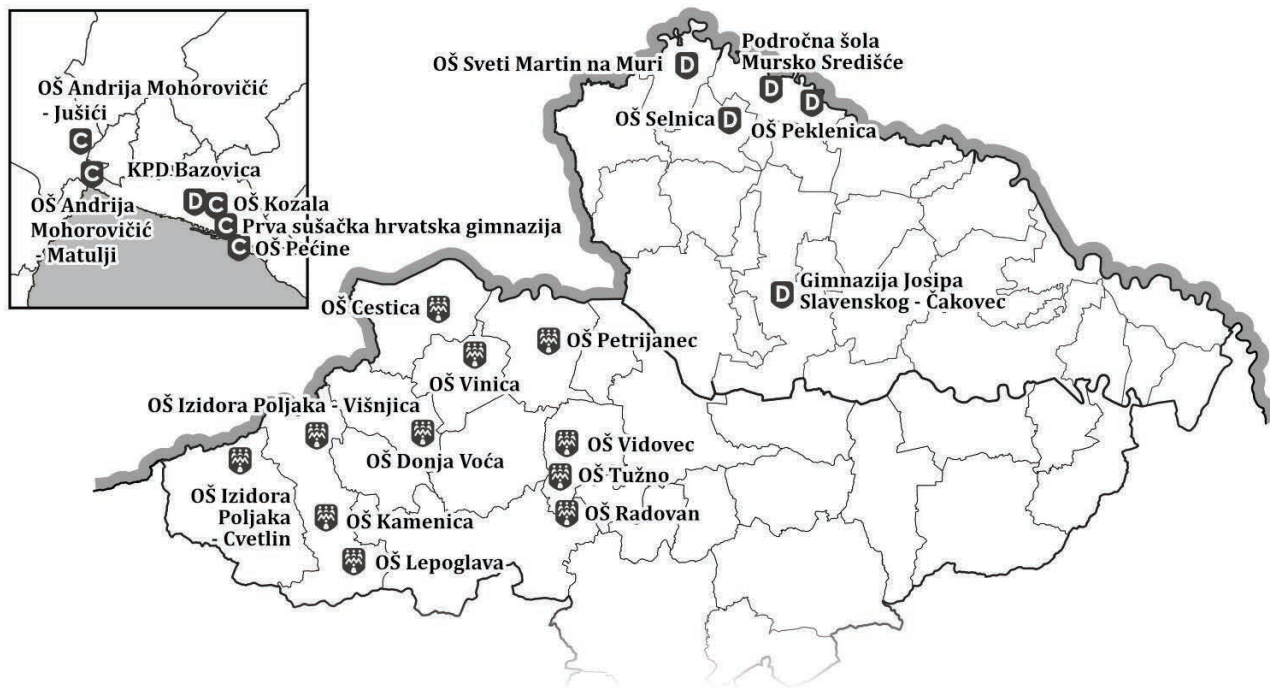 OŠ Andrija Mohorovičić
- Jušići
C
C
KPD Bazovica
D
C
OŠ Kozala
OŠ Andrija
Mohorovičić
- Matulji
C
Prva sušačka hrvatska gimnazija
C
OŠ Pećine
OŠ Sveti Martin na Muri
D
Področna šola
Mursko Središće
D
D
OŠ Selnica
D
OŠ Peklenica
D
Gimnazija Josipa
Slavenskog - Čakovec
OŠ Cestica
OŠ Petrijanec
OŠ Vinica
OŠ Izidora Poljaka - Višnjica
OŠ Donja Voća
OŠ Vidovec
OŠ Tužno
OŠ Radovan
OŠ Izidora
Poljaka
- Cvetlin
OŠ Kamenica
OŠ Lepoglava